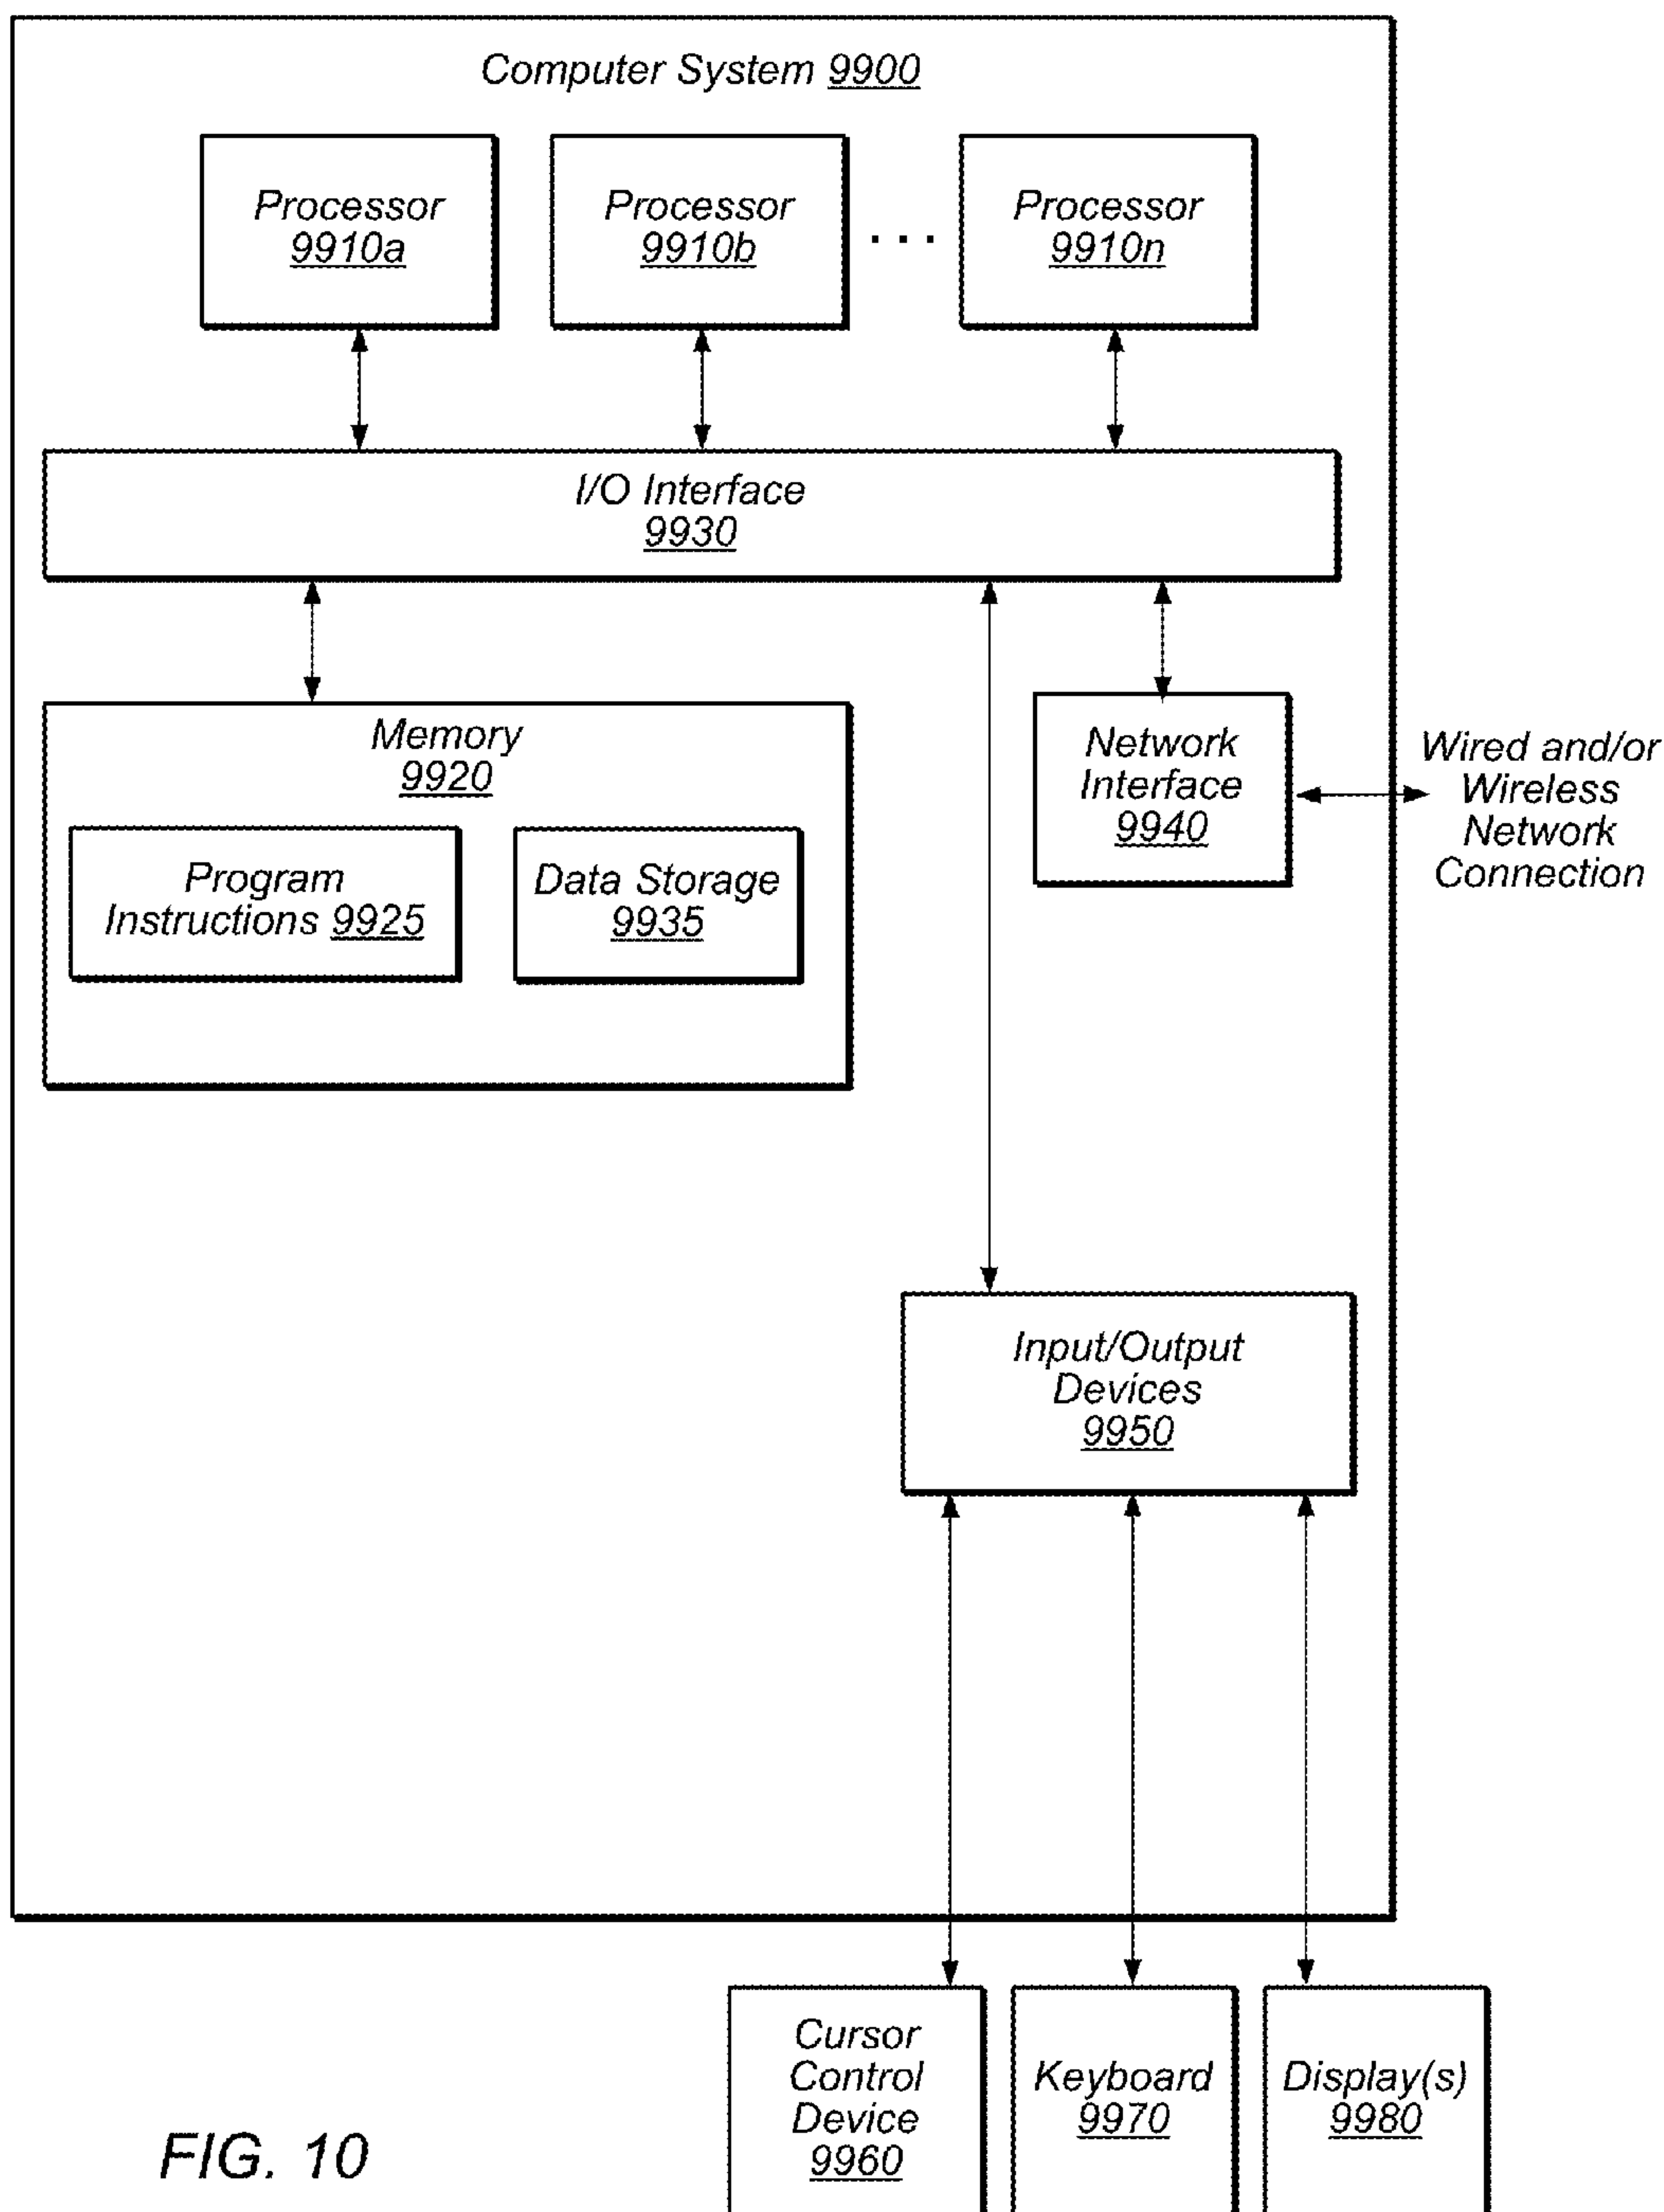 Computer System 9900
Processor
9910a
Processor
9910b
. . .
Processor
9910n
I/O Interface
9930
Memory
9920
Program
Instructions 9925
Data Storage
9935
Network
Interface
9940
Wired and/or
Wireless
Network
Connection
Input/Output
Devices
9950
Cursor
Control
Device
9960
Keyboard
9970
Display(s)
9980
FIG. 10